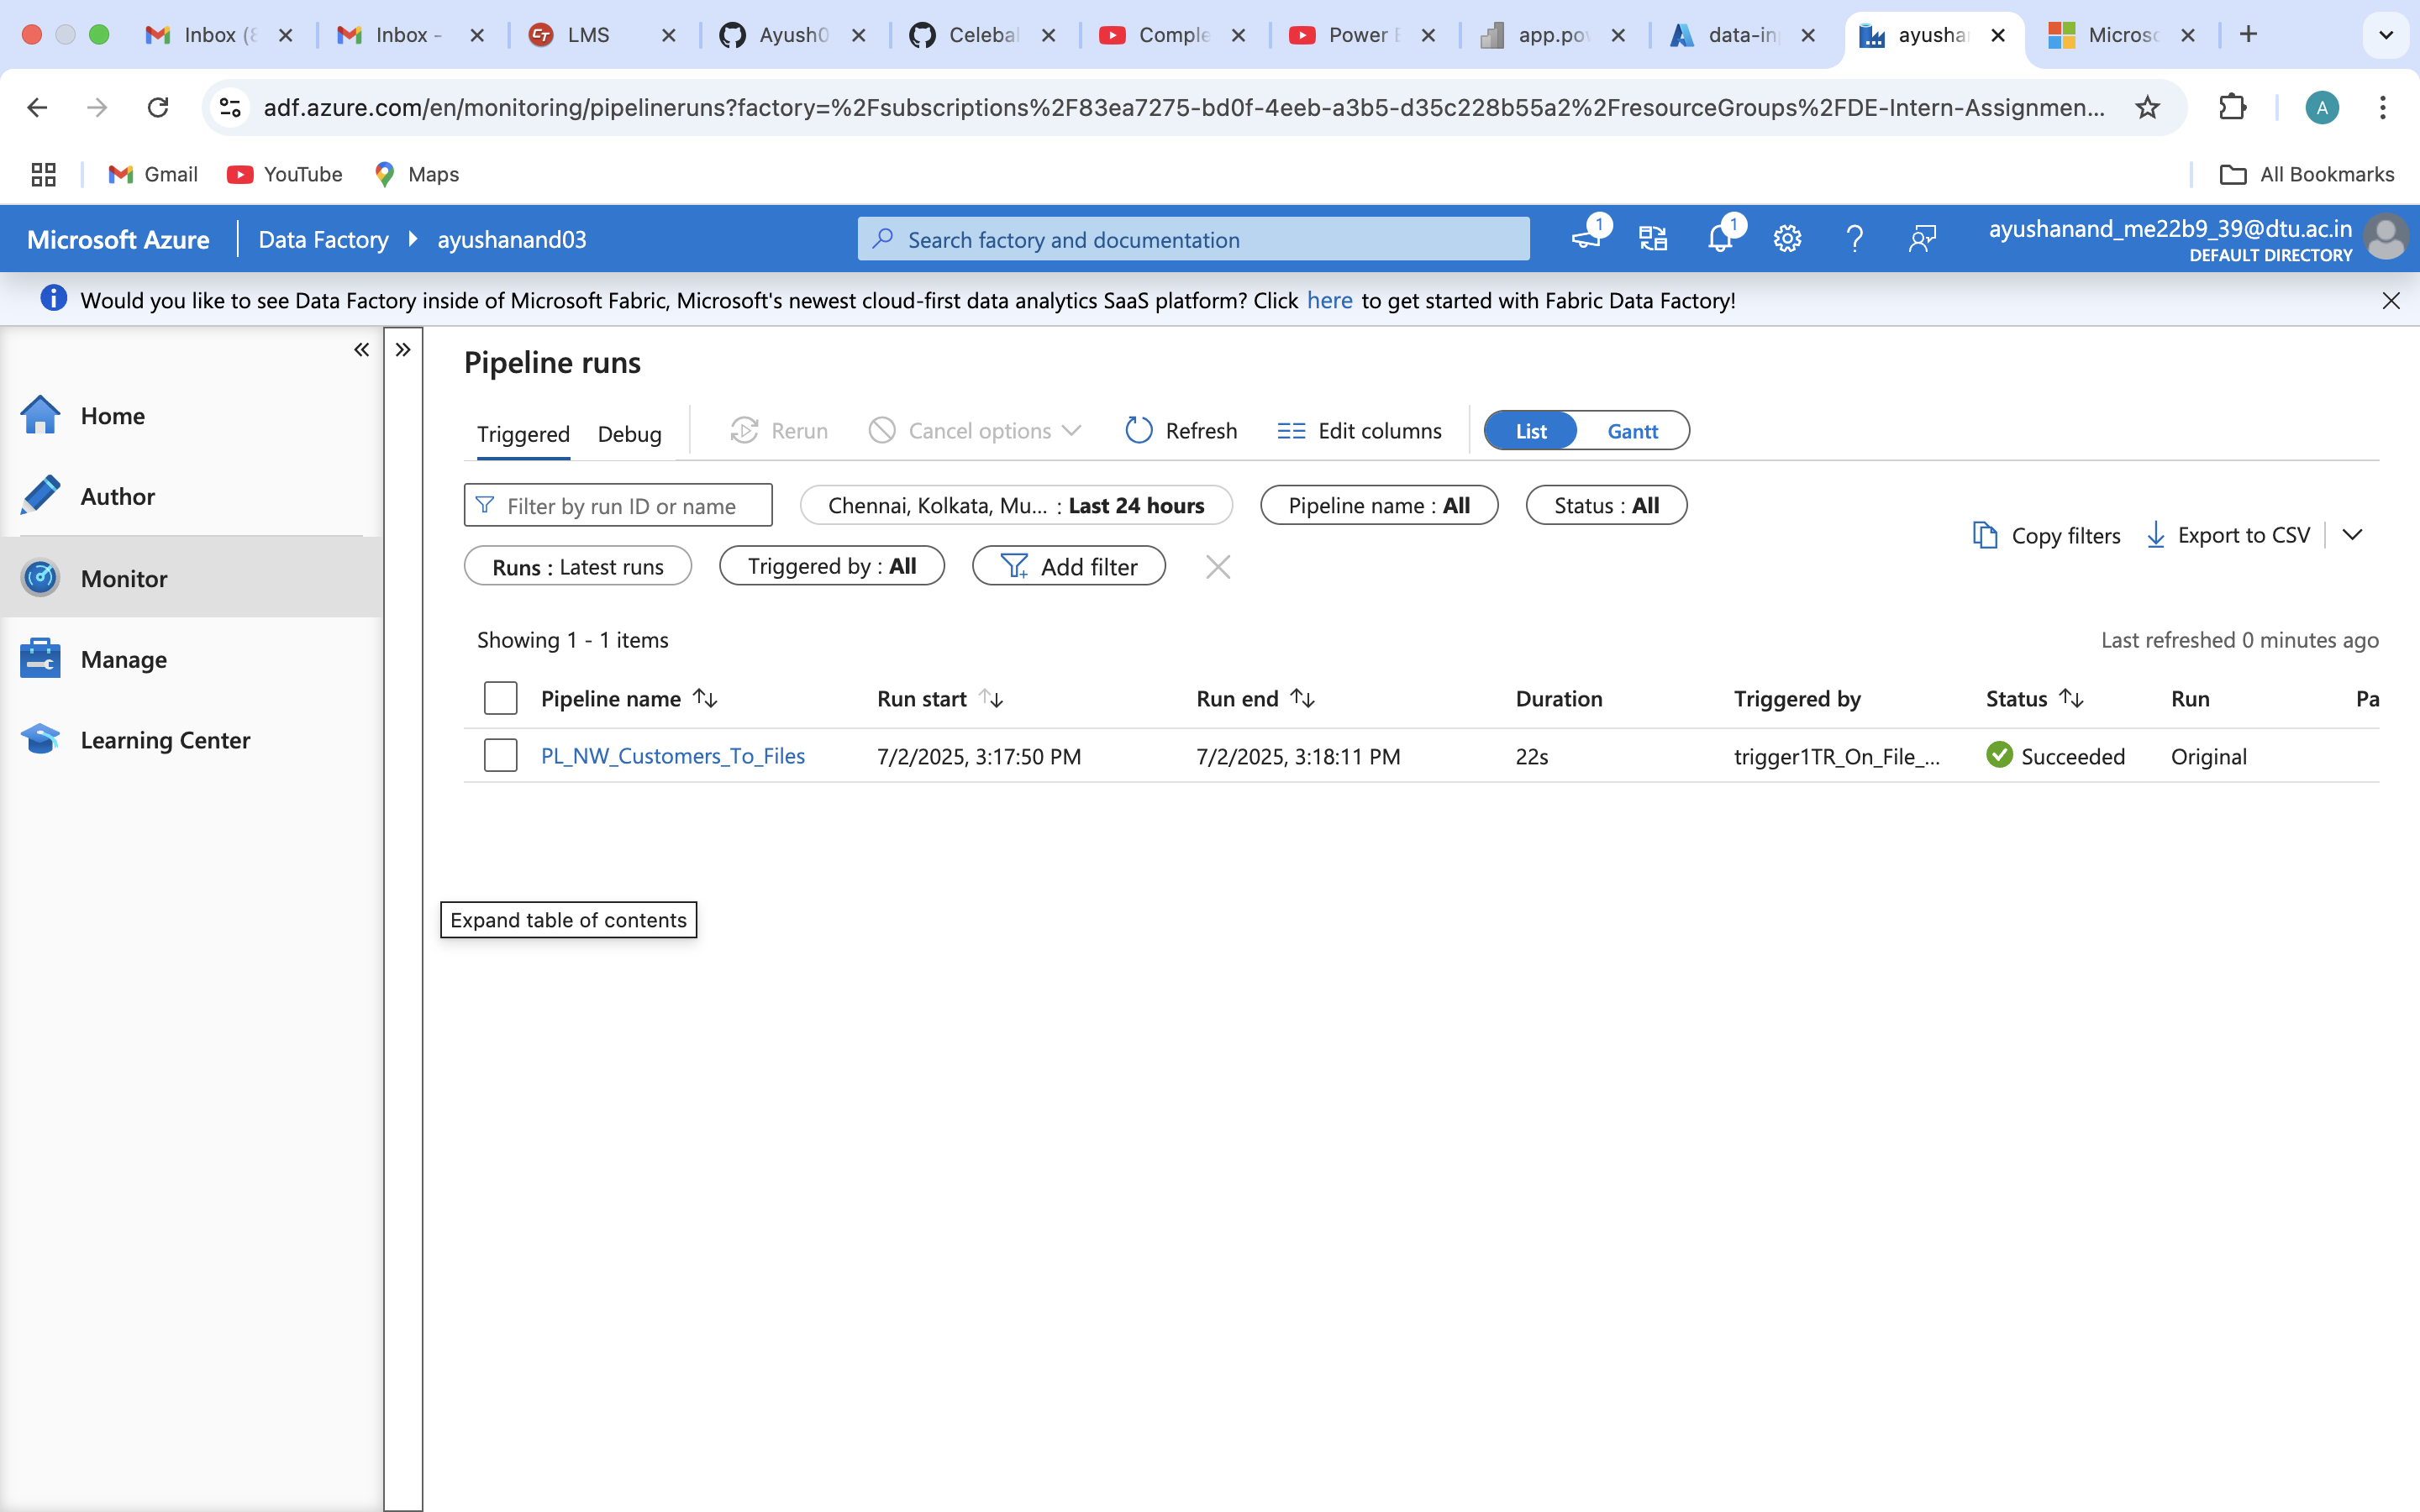 Inbox (8
Inbox -
LMS
Ayush0
Celebal
Comple
Power B
app.pov
data-in
ayushar
Microso
adf.azure.com/en/monitoring/pipelineruns?factory=%2Fsubscriptions%2F83ea7275-bd0f-4eeb-a3b5-d35c228b55a2%2FresourceGroups%2FDE-Intern-Assignmen...
A
Gmail
YouTube
Maps
All Bookmarks
Microsoft Azure
Data Factory
ayushanand03
Search factory and documentation
1
1
ayushanand_me22b9_39@dtu.ac.in
DEFAULT DIRECTORY
Would you like to see Data Factory inside of Microsoft Fabric, Microsoft's newest cloud-first data analytics SaaS platform? Click here to get started with Fabric Data Factory!
Home
Author
Monitor
Manage
Learning Center
Pipeline runs
Triggered
Debug
Rerun
Cancel options
Refresh
Edit columns
List
Gantt
Filter by run ID or name
Chennai, Kolkata, Mu... : Last 24 hours
Pipeline name : All
Status : All
Runs : Latest runs
Triggered by : All
Add filter
Copy filters
Export to CSV
Showing 1 - 1 items
Last refreshed 0 minutes ago
Pipeline name Run start Run end Duration Triggered by Status Run Pa
PL_NW_Customers_To_Files 7/2/2025, 3:17:50 PM 7/2/2025, 3:18:11 PM 22s trigger1TR_On_File_... Succeeded Original
Expand table of contents